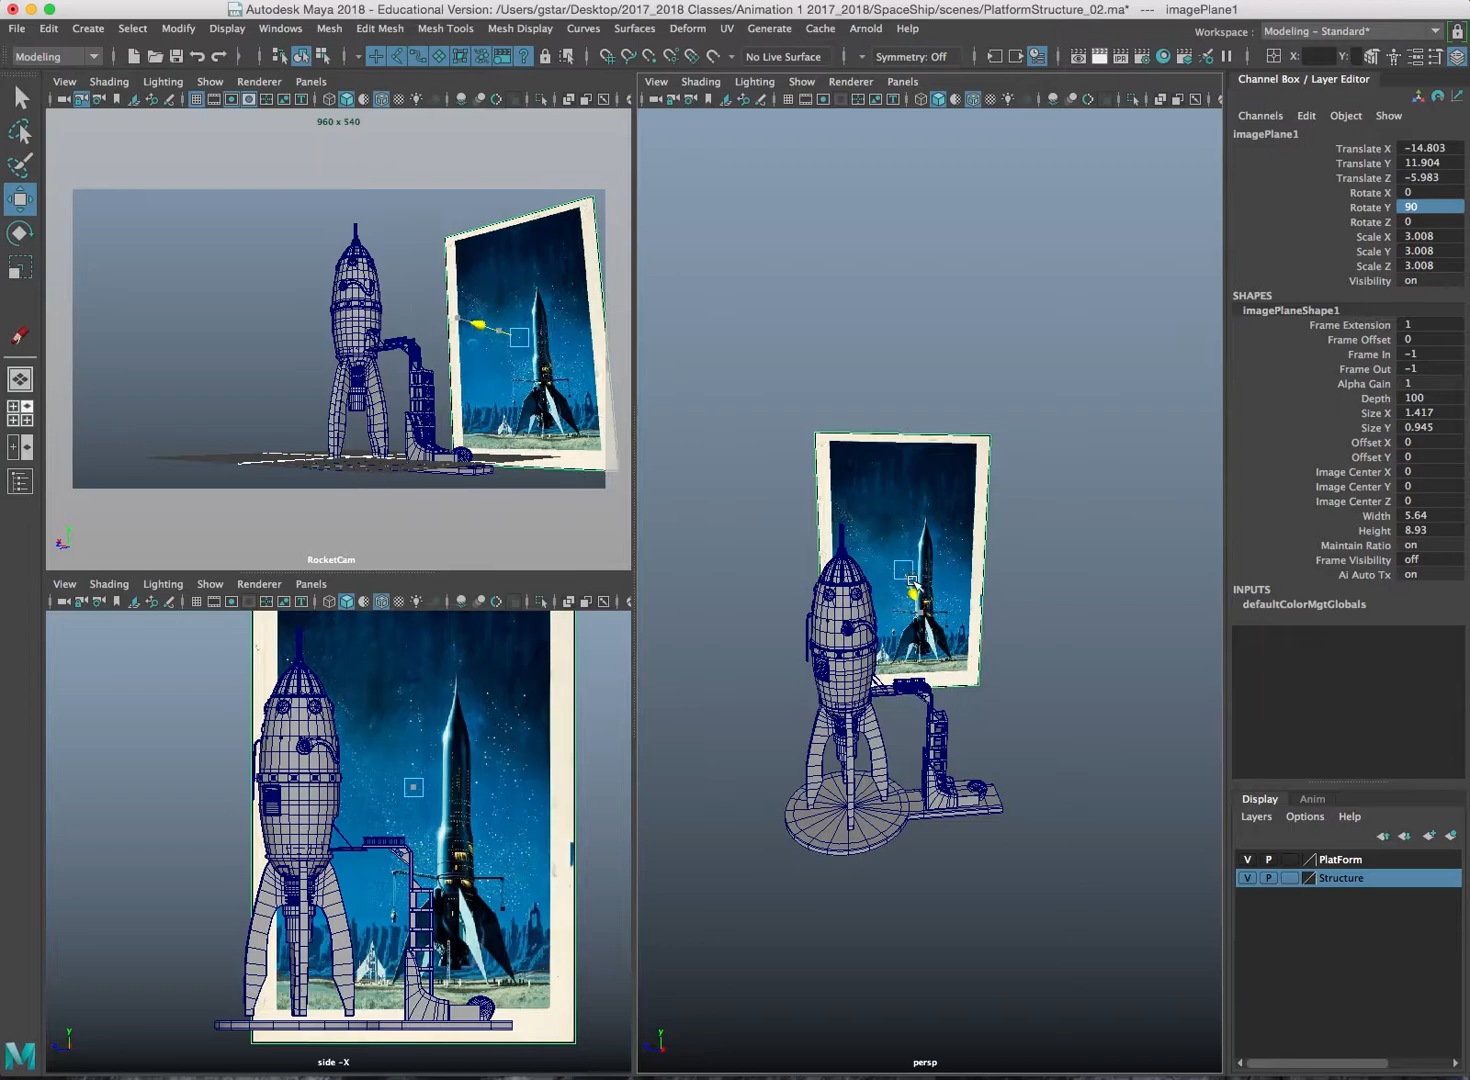 Autodesk Maya 2018 - Educational Version: /Users/gstar/Desktop/2017_2018 Classes/Animation 1 2017_2018/SpaceShip/scenes/PlatformStructure_02.ma* --- imagePlane1
File Edit Create Select Modify Display Windows Mesh Edit Mesh Mesh Tools Mesh Display Curves Surfaces Deform UV Generate Cache Arnold Help
Workspace : Modeling - Standard*
Modeling
No Live Surface
Symmetry: Off
X:
Y:
View Shading Lighting Show Renderer Panels
960 x 540
RocketCam
View Shading Lighting Show Renderer Panels
y
side -X
View Shading Lighting Show Renderer Panels
y
persp
Channel Box / Layer Editor
Channels Edit Object Show
imagePlane1
Translate X -14.803
Translate Y 11.904
Translate Z -5.983
Rotate X 0
Rotate Y 90
Rotate Z 0
Scale X 3.008
Scale Y 3.008
Scale Z 3.008
Visibility on
SHAPES
imagePlaneShape1
Frame Extension 1
Frame Offset 0
Frame In -1
Frame Out -1
Alpha Gain 1
Depth 100
Size X 1.417
Size Y 0.945
Offset X 0
Offset Y 0
Image Center X 0
Image Center Y 0
Image Center Z 0
Width 5.64
Height 8.93
Maintain Ratio on
Frame Visibility off
Ai Auto Tx on
INPUTS
defaultColorMgtGlobals
Display Anim
Layers Options Help
V P PlatForm
V P Structure